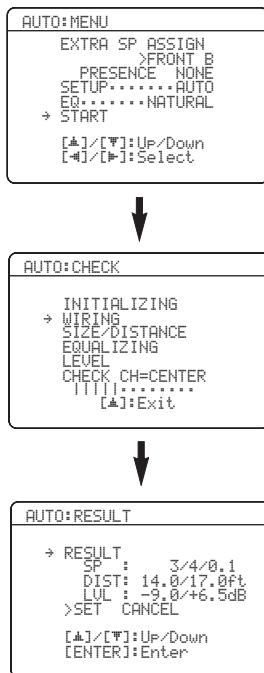 AUTO:MENU
EXTRA SP ASSIGN
>FRONT B
PRESENCE NONE
SETUP·······AUTO
EQ·······NATURAL
→ START
[▲]/[▼]:Up/Down
[◄]/[►]:Select
AUTO:CHECK
INITIALIZING
→ WIRING
SIZE/DISTANCE
EQUALIZING
LEVEL
CHECK CH=CENTER
|||||·········
[▲]:Exit
AUTO:RESULT
→ RESULT
SP : 3/4/0.1
DIST: 14.0/17.0ft
LVL : -9.0/+6.5dB
>SET CANCEL
[▲]/[▼]:Up/Down
[ENTER]:Enter